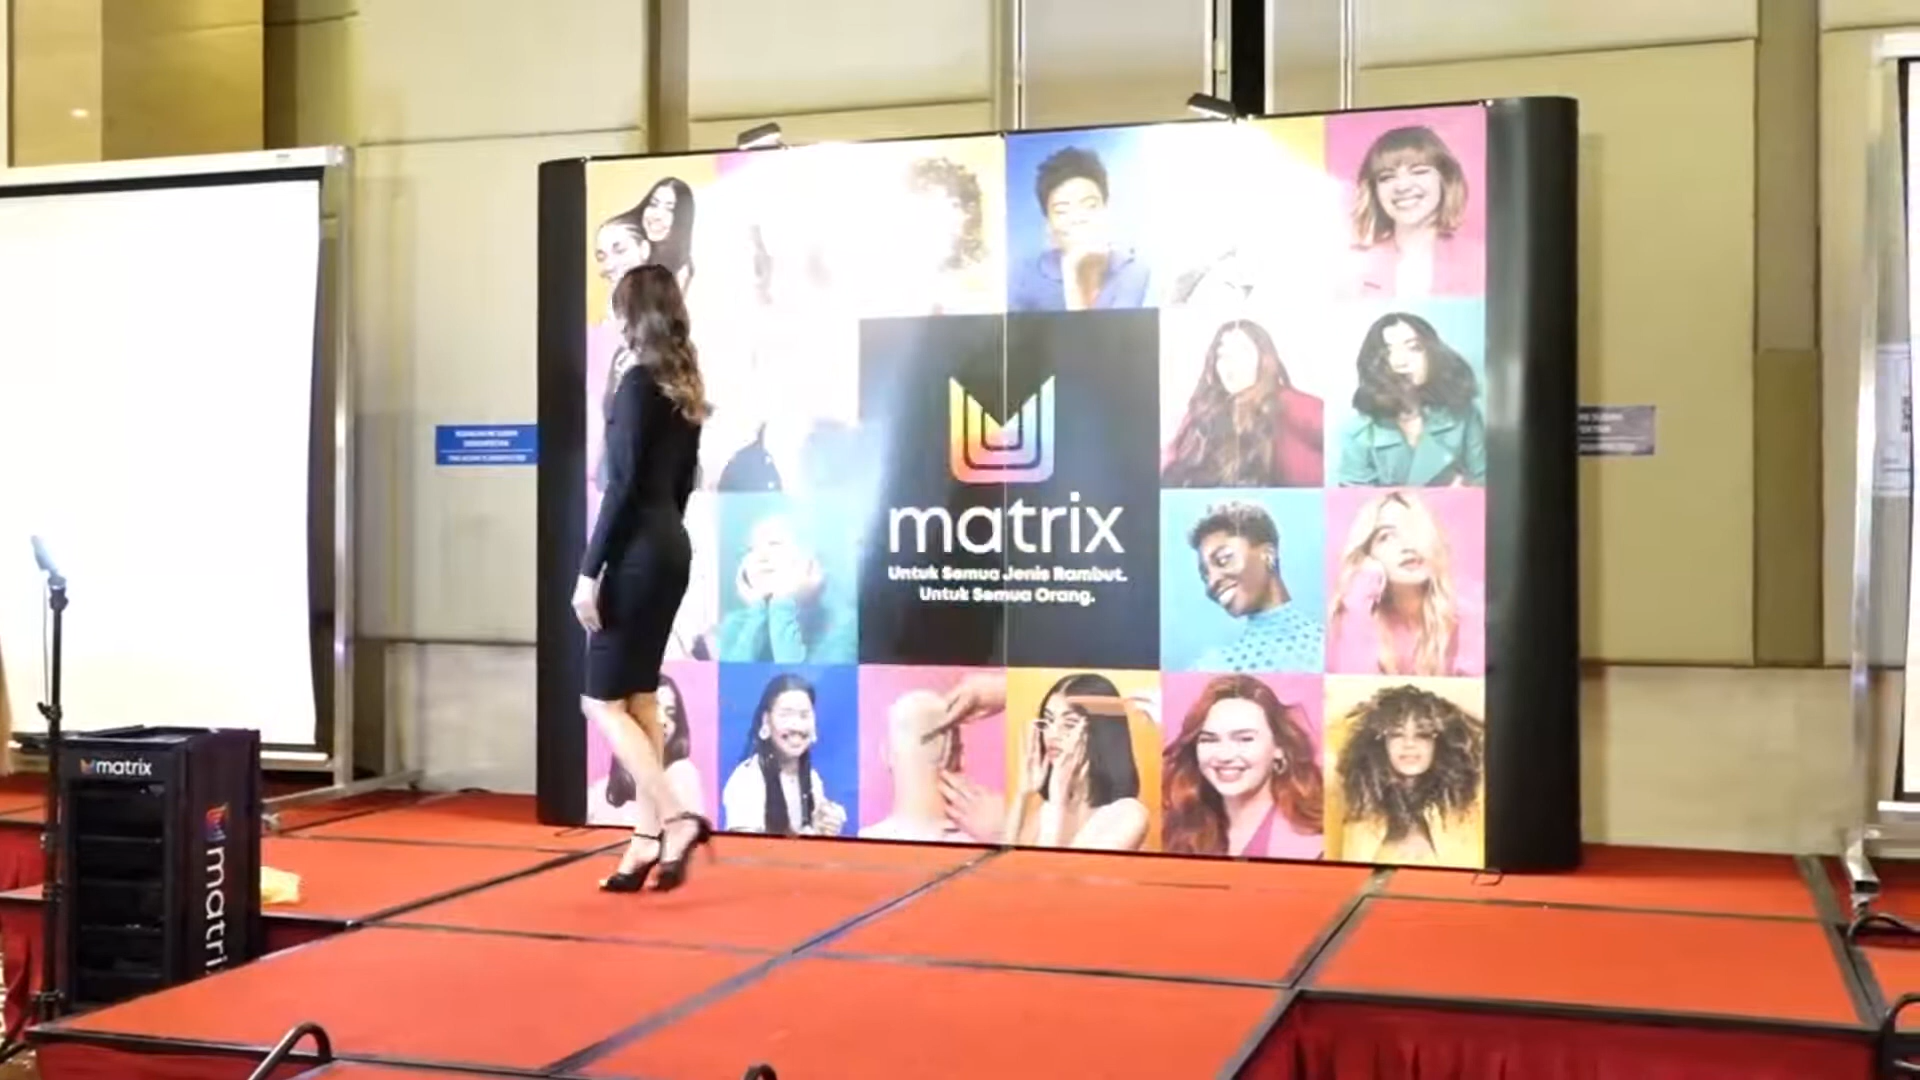 matrix
Untuk Semua Jenis Rambut.
Untuk Semua Orang.
matrix
matrix